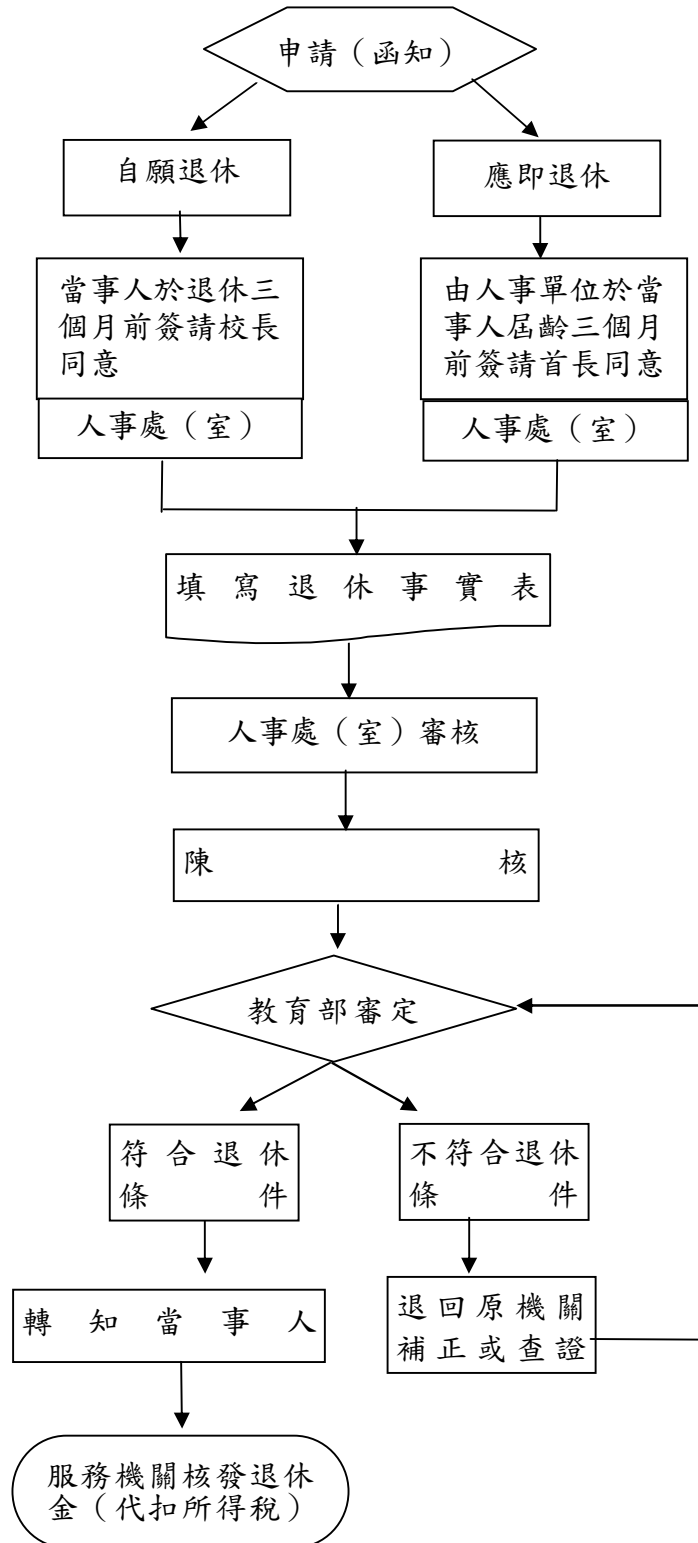 申請（函知）
自願退休
應即退休
當事人於退休三
個月前簽請校長
同意
人事處（室）
由人事單位於當
事人屆齡三個月
前簽請首長同意
人事處（室）
填寫退休事實表
人事處（室）審核
陳核
教育部審定
符合退休
條件
不符合退休
條件
轉知當事人
退回原機關
補正或查證
服務機關核發退休
金（代扣所得稅）